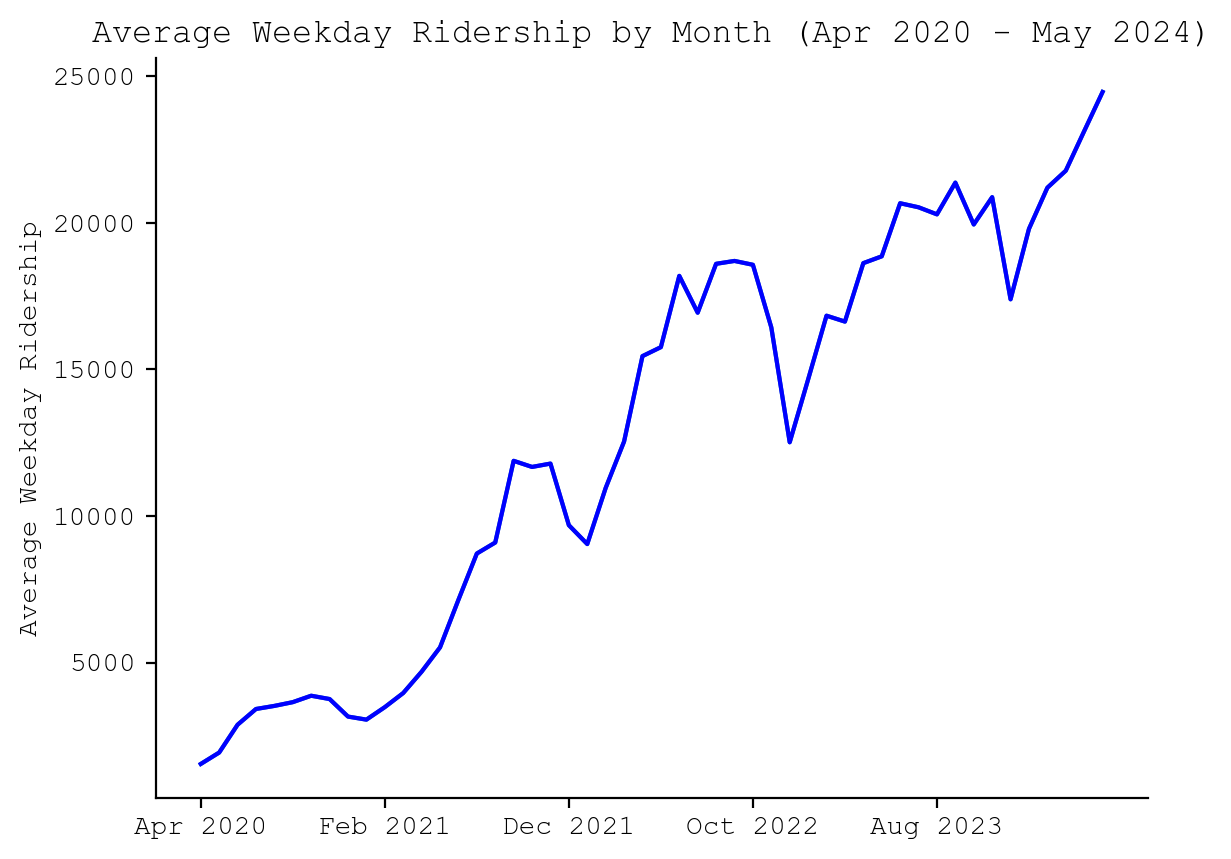 Average Weekday Ridership by Month (Apr 2020 - May 2024)
25000
20000
15000
10000
5000
Average Weekday Ridership
Apr 2020 Feb 2021 Dec 2021 Oct 2022 Aug 2023